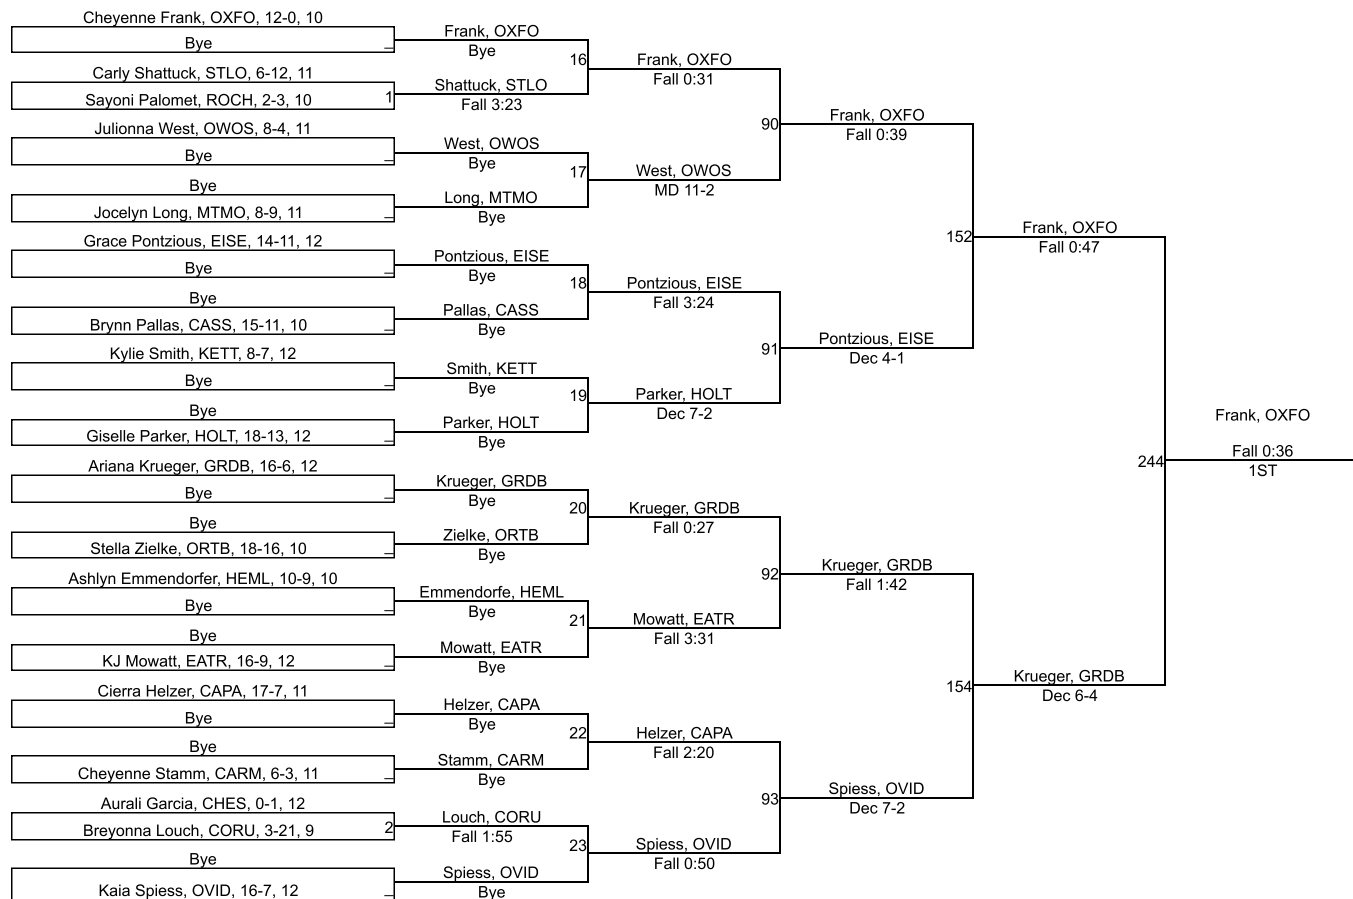 Cheyenne Frank, OXFO, 12-0, 10
Bye
_
Carly Shattuck, STLO, 6-12, 11
Sayoni Palomet, ROCH, 2-3, 10
1
Julionna West, OWOS, 8-4, 11
Bye
_
Bye
Jocelyn Long, MTMO, 8-9, 11
_
Grace Pontzious, EISE, 14-11, 12
Bye
_
Bye
Brynn Pallas, CASS, 15-11, 10
_
Kylie Smith, KETT, 8-7, 12
Bye
_
Bye
Giselle Parker, HOLT, 18-13, 12
_
Ariana Krueger, GRDB, 16-6, 12
Bye
_
Bye
Stella Zielke, ORTB, 18-16, 10
_
Ashlyn Emmendorfer, HEML, 10-9, 10
Bye
_
Bye
KJ Mowatt, EATR, 16-9, 12
_
Cierra Helzer, CAPA, 17-7, 11
Bye
_
Bye
Cheyenne Stamm, CARM, 6-3, 11
_
Aurali Garcia, CHES, 0-1, 12
Breyonna Louch, CORU, 3-21, 9
2
Bye
Kaia Spiess, OVID, 16-7, 12
_
Frank, OXFO
Bye
16
Shattuck, STLO
Fall 3:23
West, OWOS
Bye
17
Long, MTMO
Bye
Pontzious, EISE
Bye
18
Pallas, CASS
Bye
Smith, KETT
Bye
19
Parker, HOLT
Bye
Krueger, GRDB
Bye
20
Zielke, ORTB
Bye
Emmendorfe, HEML
Bye
21
Mowatt, EATR
Bye
Helzer, CAPA
Bye
22
Stamm, CARM
Bye
Louch, CORU
Fall 1:55
23
Spiess, OVID
Bye
Frank, OXFO
Fall 0:31
90
West, OWOS
MD 11-2
Pontzious, EISE
Fall 3:24
91
Parker, HOLT
Dec 7-2
Krueger, GRDB
Fall 0:27
92
Mowatt, EATR
Fall 3:31
Helzer, CAPA
Fall 2:20
93
Spiess, OVID
Fall 0:50
Frank, OXFO
Fall 0:39
152
Pontzious, EISE
Dec 4-1
Krueger, GRDB
Fall 1:42
154
Spiess, OVID
Dec 7-2
Frank, OXFO
Fall 0:47
244
Krueger, GRDB
Dec 6-4
Frank, OXFO
Fall 0:36
1ST